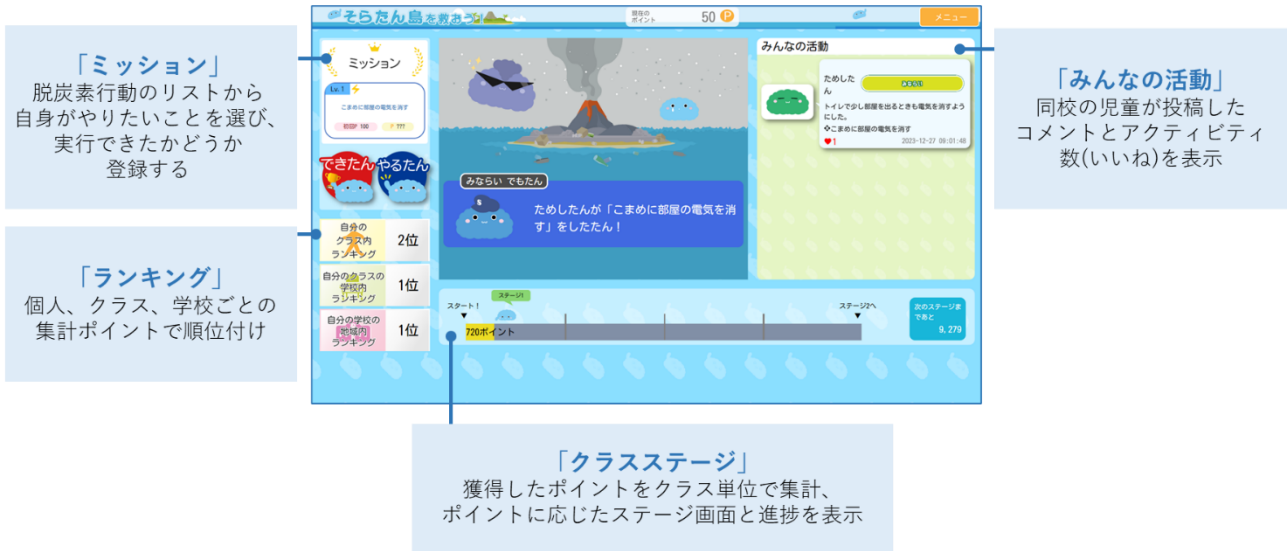 「ミッション」
脱炭素行動のリストから
自身がやりたいことを選び、
実行できたかどうか
登録する
「ランキング」
個人、クラス、学校ごとの
集計ポイントで順位付け
そらたん島を救おう!
現在の
ポイント
50 P
メニュー
ミッション
Lv.1
こまめに部屋の電気を消す
初回P 100
P ???
できたん
やるたん
自分の
クラス内
ランキング
2位
自分のクラスの
学校内
ランキング
1位
自分の学校の
地域内
ランキング
1位
みならい でもたん
ためしたんが「こまめに部屋の電気を消
す」をしたたん!
みんなの活動
ためした
ん
みならい
トイレで少し部屋を出るときも電気を消すよう
にした。
❖こまめに部屋の電気を消す
♥1
2023-12-27 08:01:48
スタート!
▼
ステージ1
ステージ2へ
▼
720ポイント
次のステージま
であと
9,279
「みんなの活動」
同校の児童が投稿した
コメントとアクティビティ
数(いいね)を表示
「クラスステージ」
獲得したポイントをクラス単位で集計、
ポイントに応じたステージ画面と進捗を表示